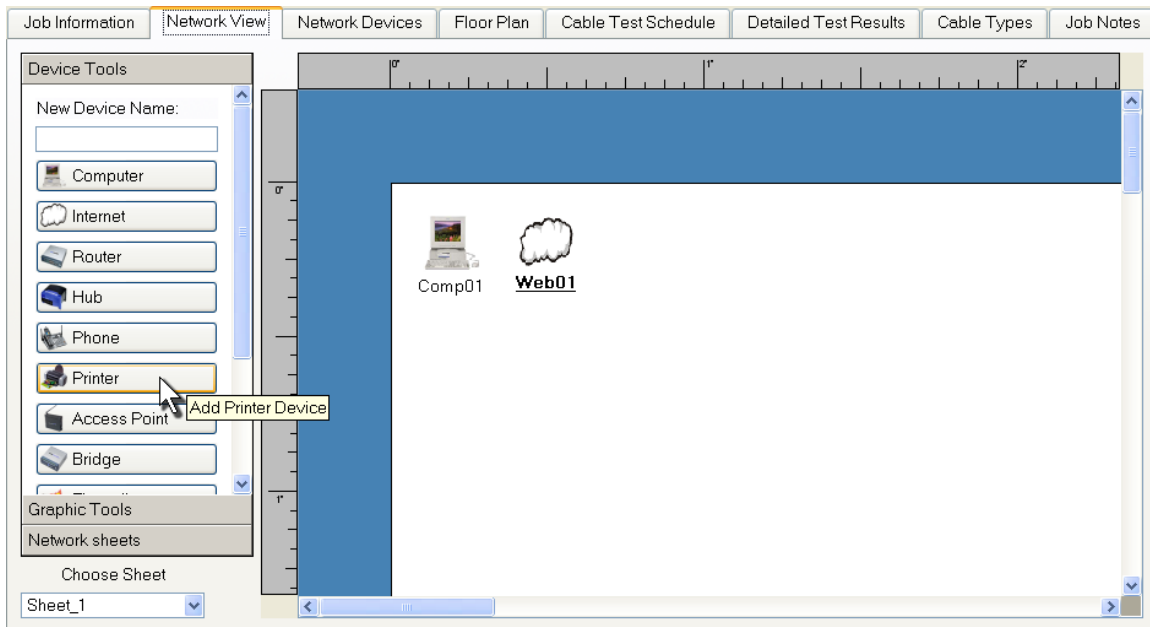 Job Information Network View Network Devices Floor Plan Cable Test Schedule Detailed Test Results Cable Types Job Notes
Device Tools
0" 1" 2"
New Device Name:
Computer
0"
Internet
Router
Hub
Comp01 Web01
Phone
Printer
Add Printer Device
Access Point
Bridge
1"
Graphic Tools
Network sheets
Choose Sheet
Sheet_1